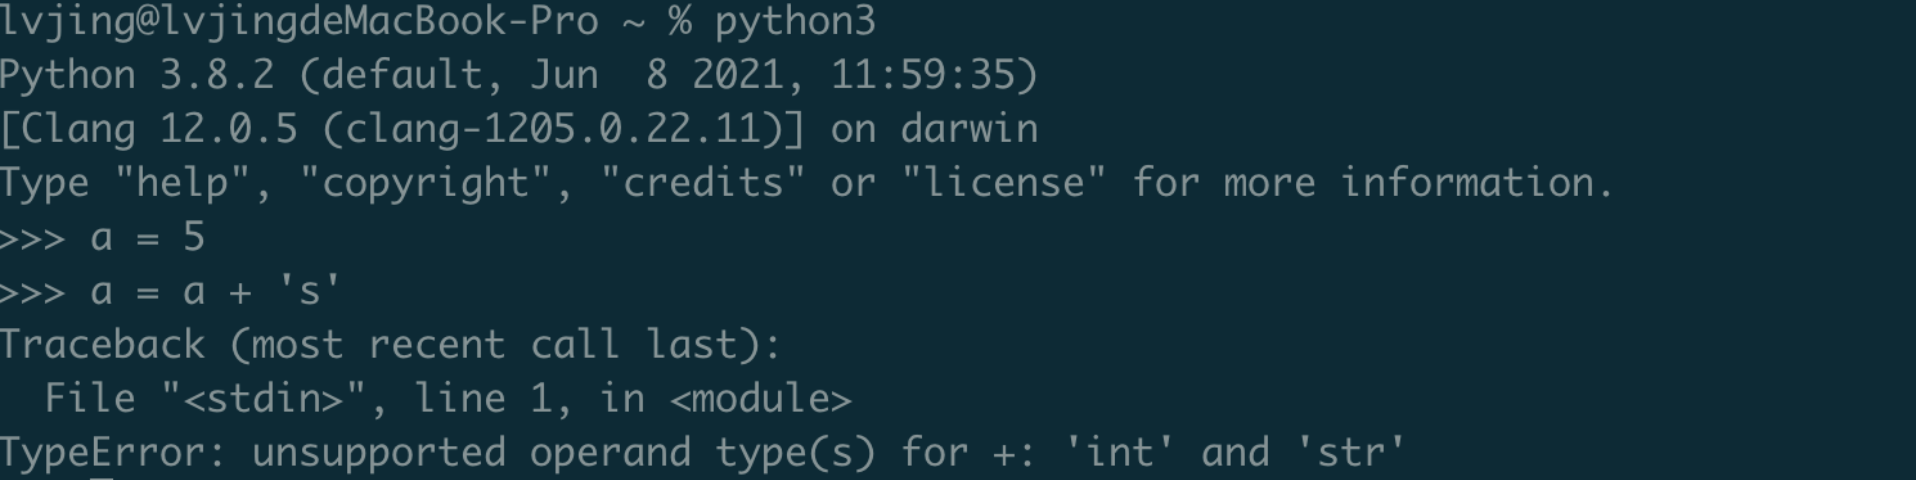 lvjing@lvjingdeMacBook-Pro ~ % python3
Python 3.8.2 (default, Jun  8 2021, 11:59:35)
[Clang 12.0.5 (clang-1205.0.22.11)] on darwin
Type "help", "copyright", "credits" or "license" for more information.
>>> a = 5
>>> a = a + 's'
Traceback (most recent call last):
  File "<stdin>", line 1, in <module>
TypeError: unsupported operand type(s) for +: 'int' and 'str'